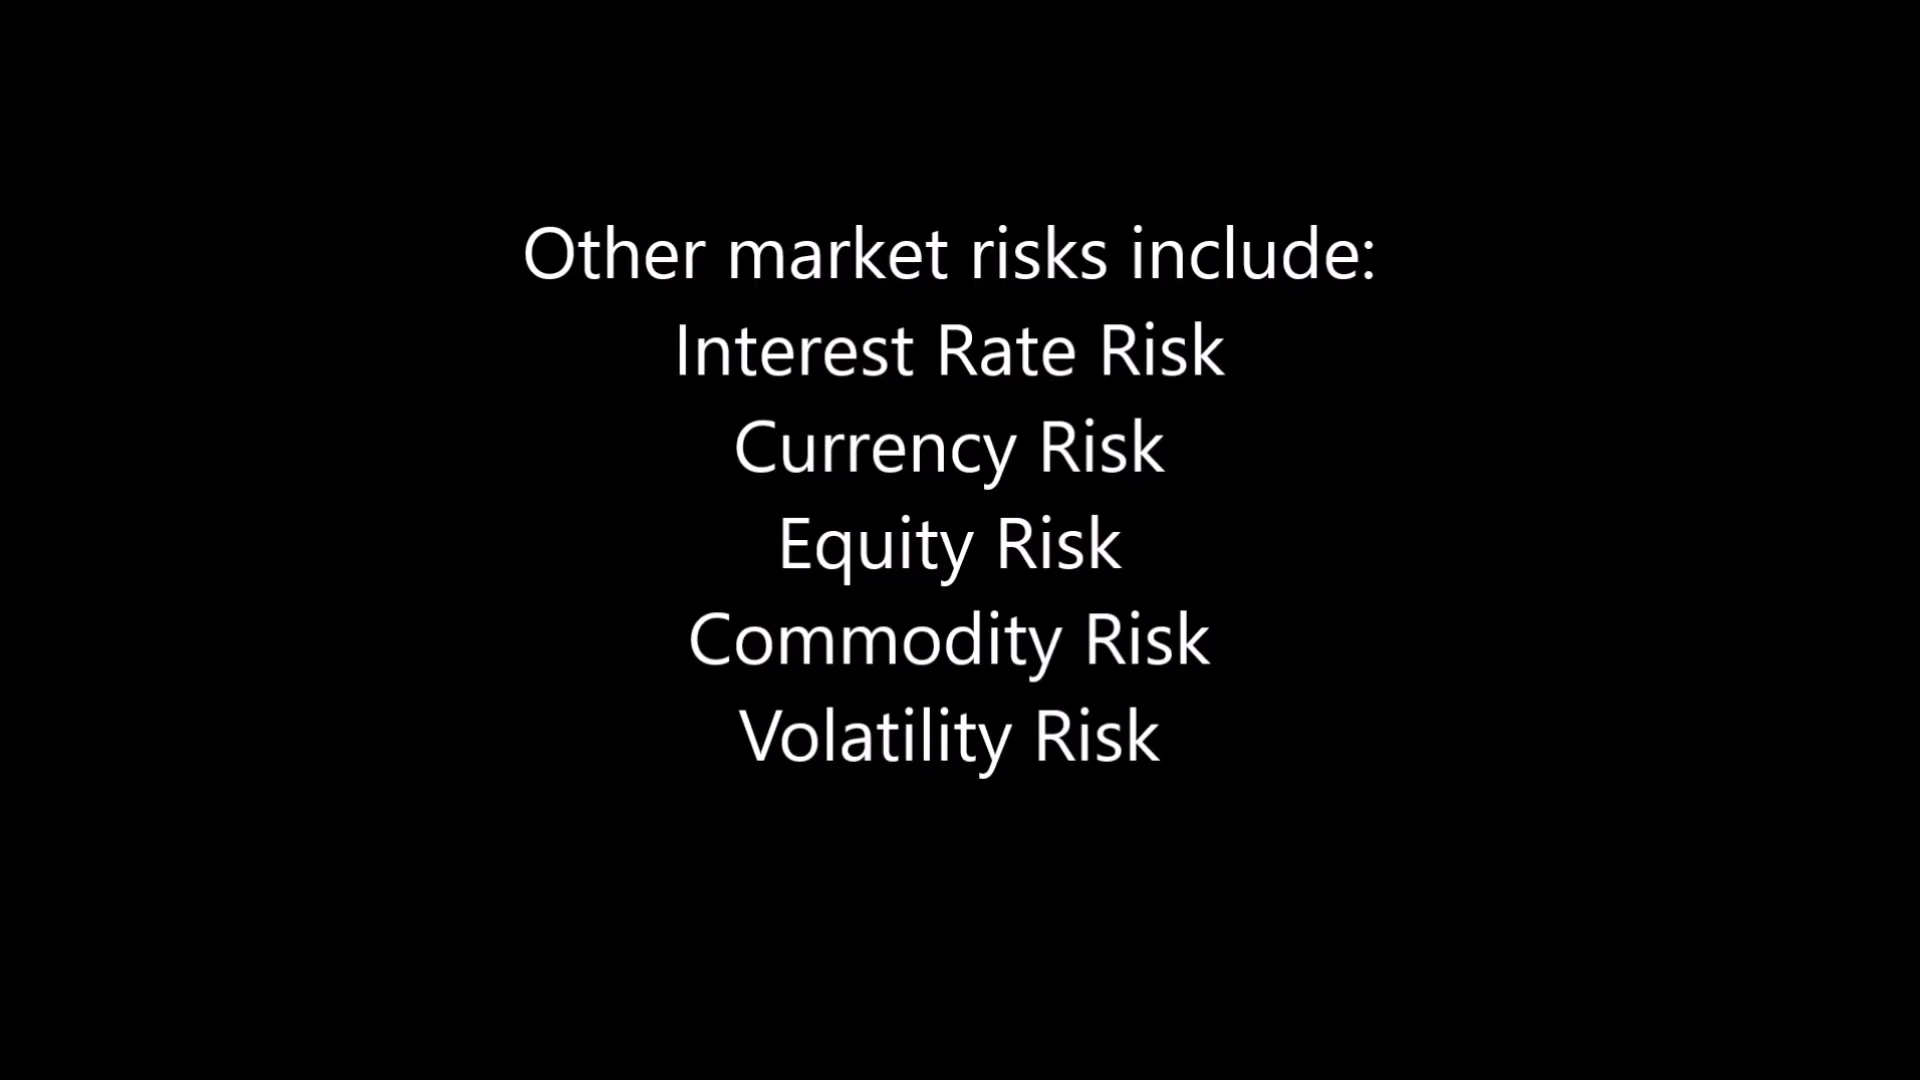 Other market risks include:
Interest Rate Risk
Currency Risk
Equity Risk
Commodity Risk
Volatility Risk